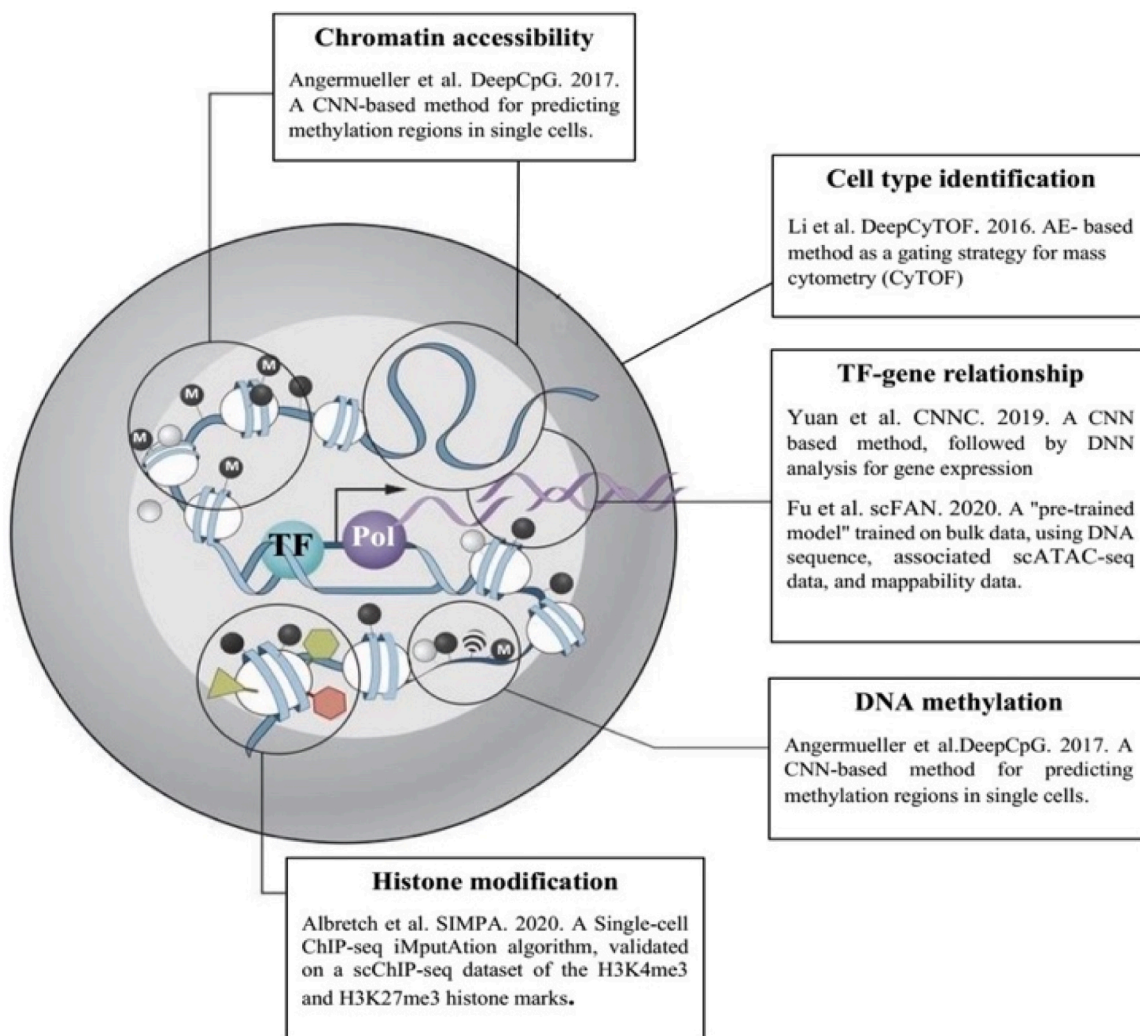 Chromatin accessibility
Angermueller et al. DeepCpG. 2017.
A CNN-based method for predicting
methylation regions in single cells.
Cell type identification
Li et al. DeepCyTOF. 2016. AE- based
method as a gating strategy for mass
cytometry (CyTOF)
TF-gene relationship
Yuan et al. CNNC. 2019. A CNN
based method, followed by DNN
analysis for gene expression
Fu et al. scFAN. 2020. A "pre-trained
model" trained on bulk data, using DNA
sequence, associated scATAC-seq
data, and mappability data.
M
M
M
M
M
TF
Pol
M
DNA methylation
Angermueller et al.DeepCpG. 2017. A
CNN-based method for predicting
methylation regions in single cells.
Histone modification
Albretch et al. SIMPA. 2020. A Single-cell
ChIP-seq iMputAtion algorithm, validated
on a scChIP-seq dataset of the H3K4me3
and H3K27me3 histone marks.